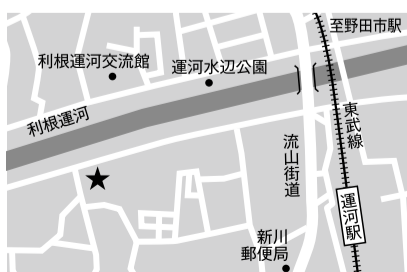 至野田市駅
利根運河交流館
運河水辺公園
利根運河
東武線
流山街道
運河駅
新川
郵便局